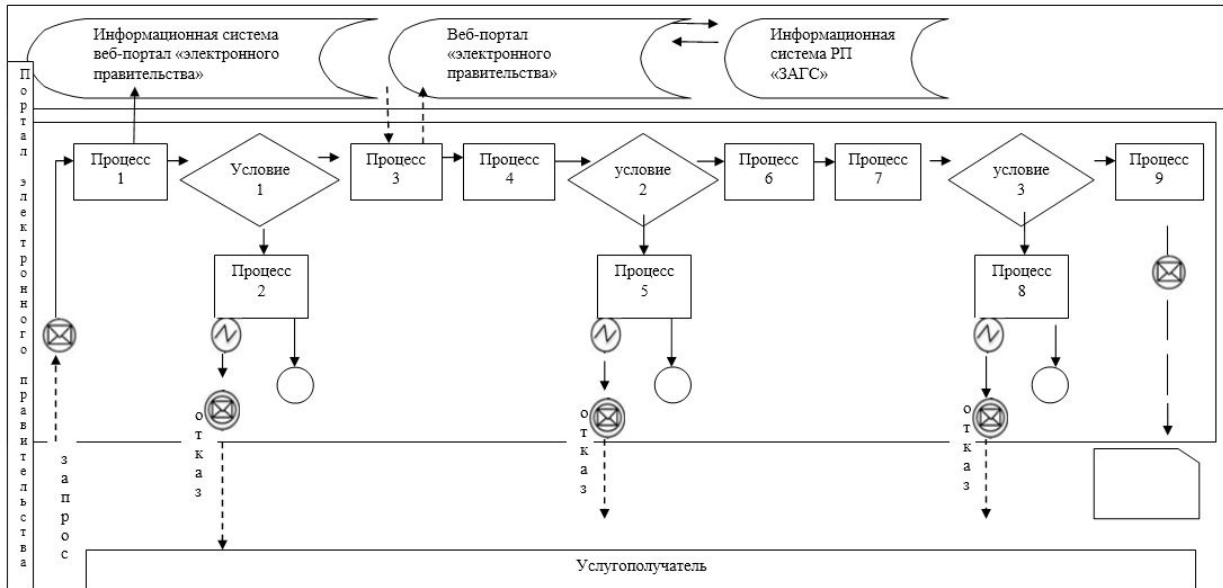 Информационная система
веб-портал «электронного
правительства»
Веб-портал
«электронного
правительства»
Информационная
система РП
«ЗАГС»
Портал электронного правительства
Процесс
1
Условие
1
Процесс
3
Процесс
4
условие
2
Процесс
6
Процесс
7
условие
3
Процесс
9
Процесс
2
Процесс
5
Процесс
8
запрос
отказ
отказ
отказ
Услугополучатель